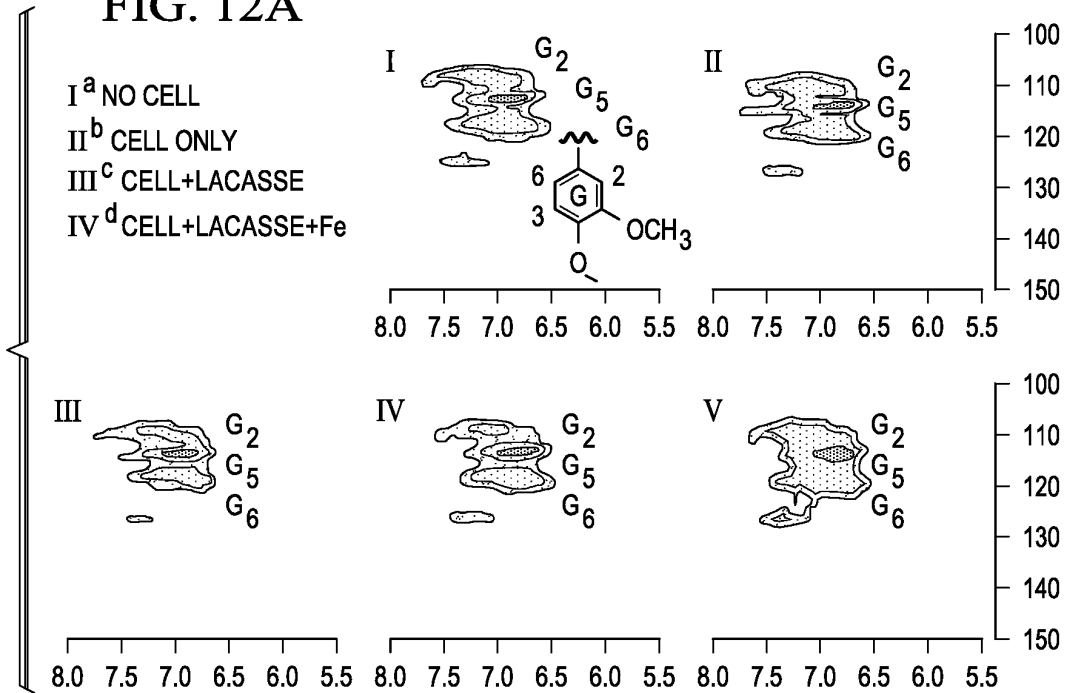 FIG. 12A
I a NO CELL
II b CELL ONLY
III c CELL+LACASSE
IV d CELL+LACASSE+Fe
I
G2
G5
G6
6
2
G
3
OCH3
O
8.0 7.5 7.0 6.5 6.0 5.5
II
G2
G5
G6
100
110
120
130
140
150
8.0 7.5 7.0 6.5 6.0 5.5
III
G2
G5
G6
8.0 7.5 7.0 6.5 6.0 5.5
IV
G2
G5
G6
8.0 7.5 7.0 6.5 6.0 5.5
V
G2
G5
G6
100
110
120
130
140
150
8.0 7.5 7.0 6.5 6.0 5.5